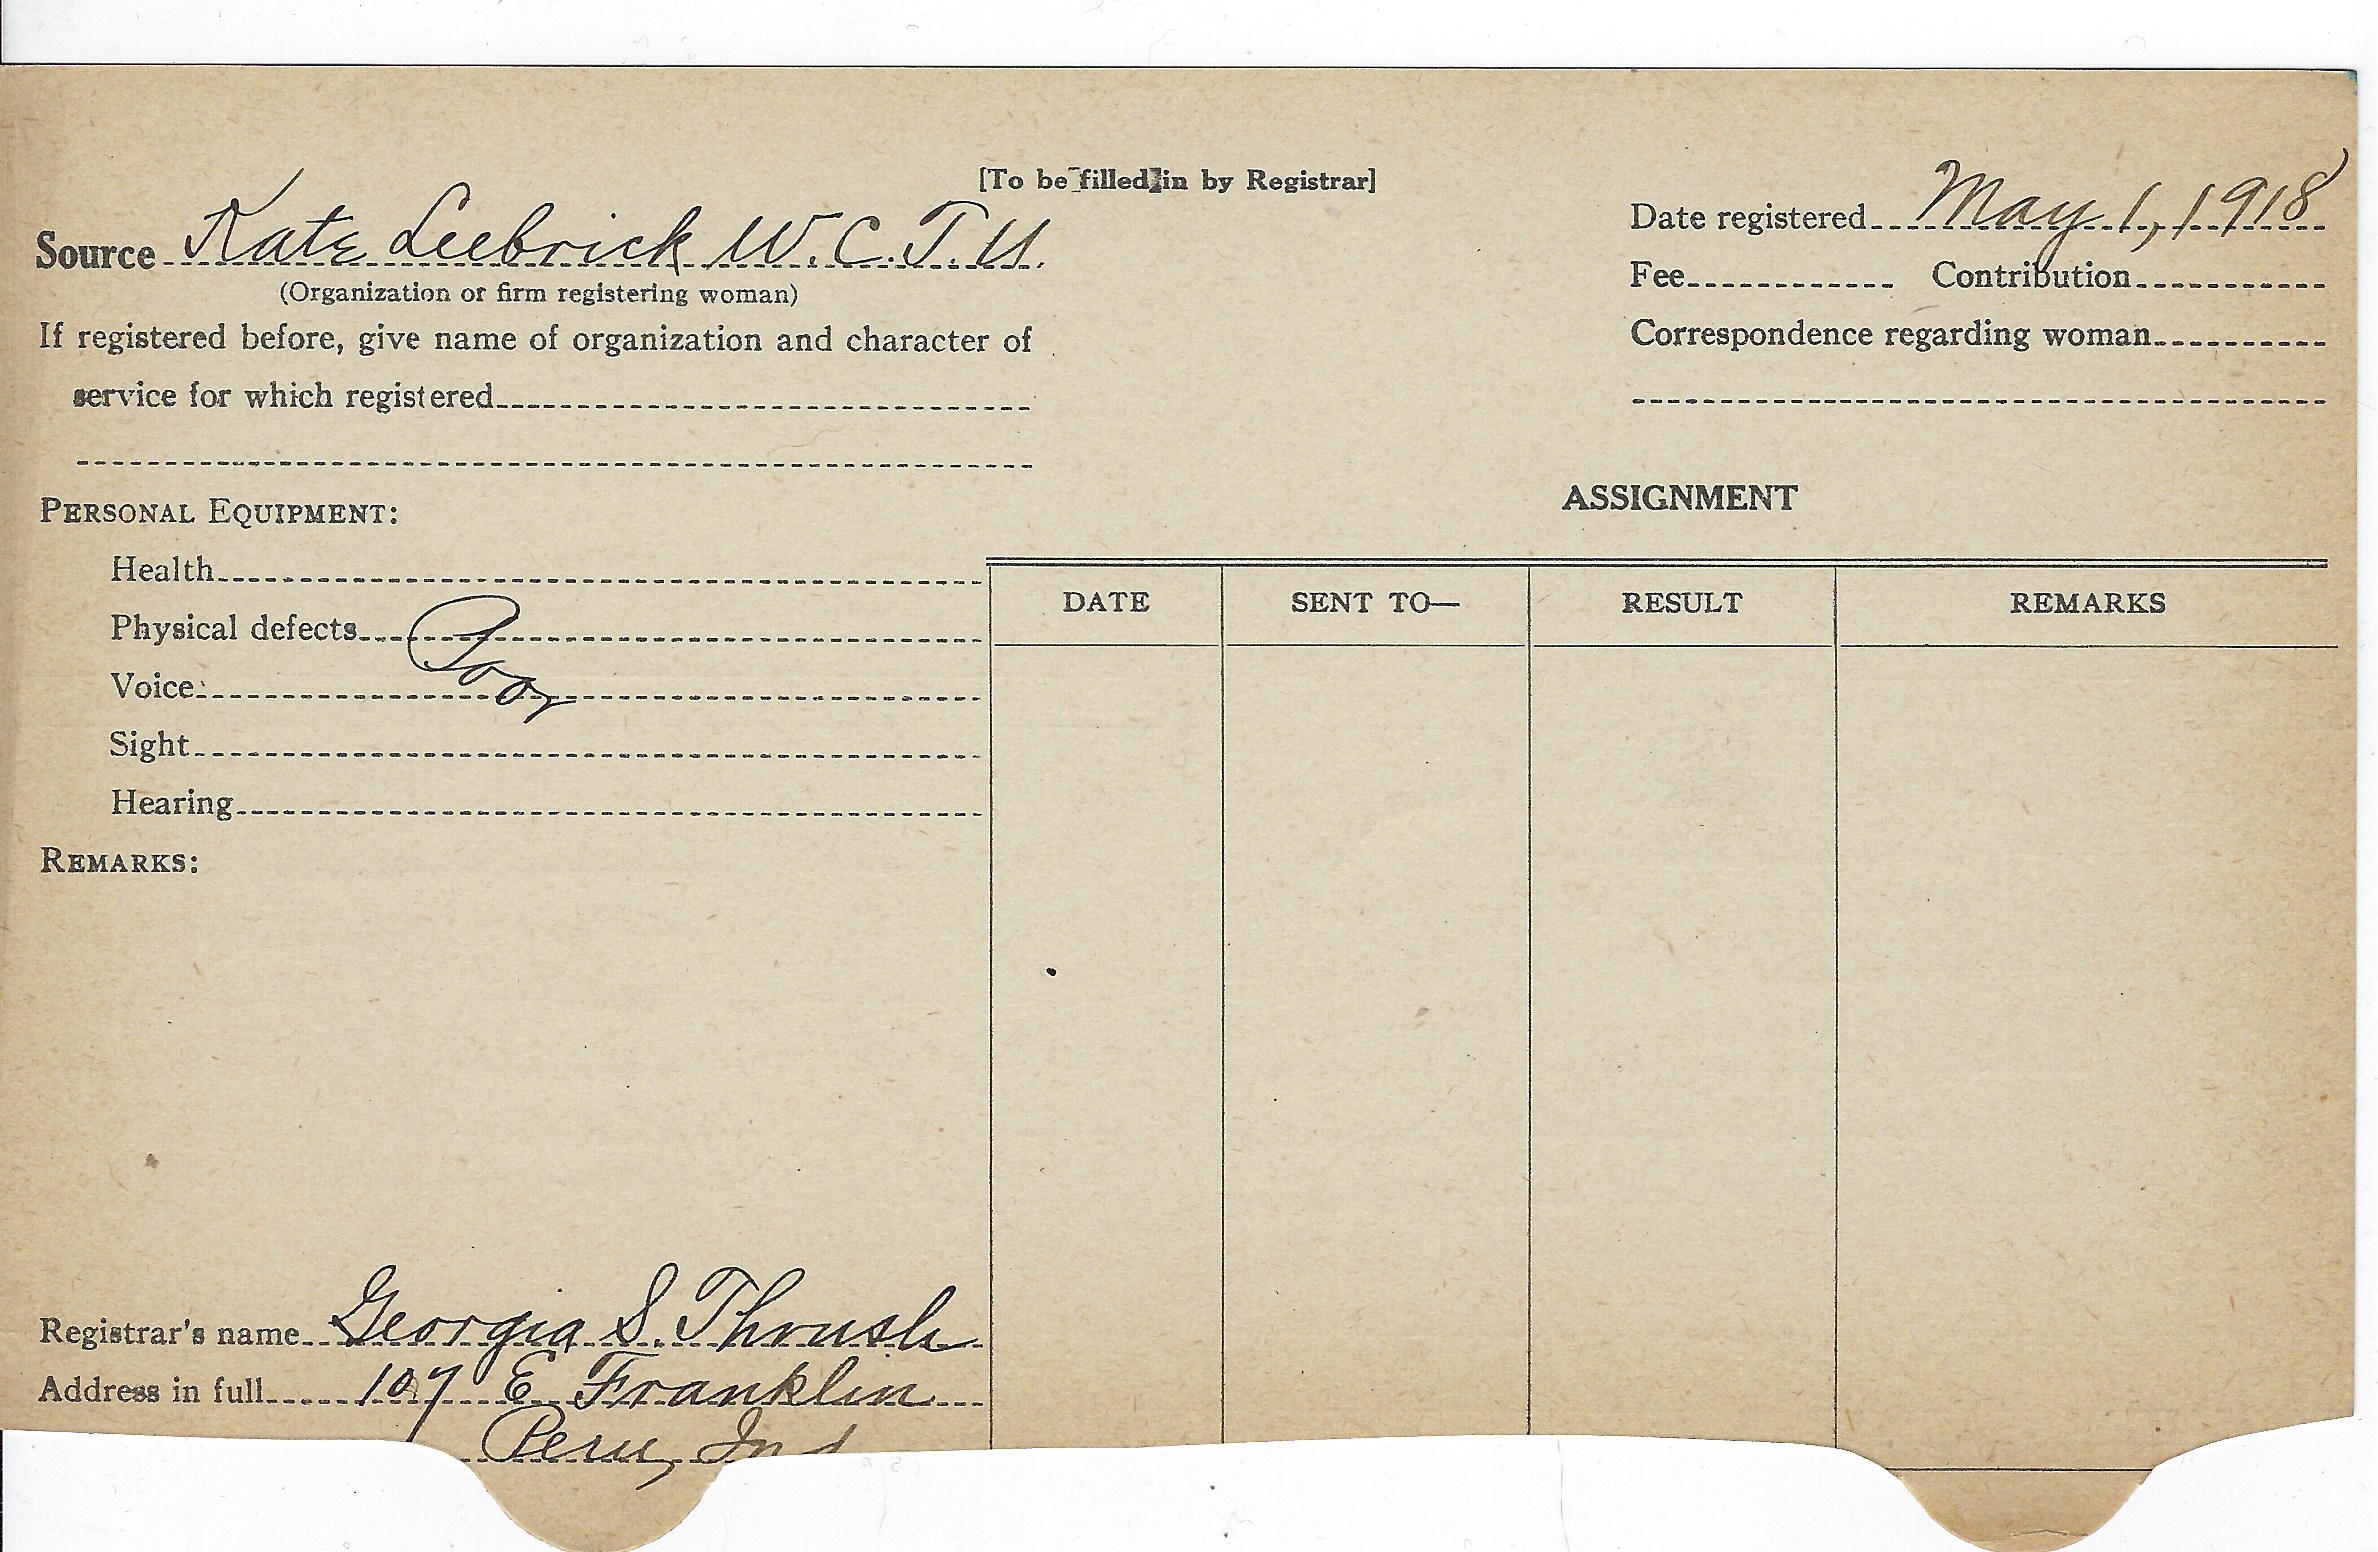 [To be filled in by Registrar]
Source Kate Leebrick W.C.T.U.
(Organization or firm registering woman)
If registered before, give name of organization and character of
service for which registered
Date registered May 1, 1918
Fee Contribution
Correspondence regarding woman
PERSONAL EQUIPMENT:
Health
Physical defects
Voice Poor
Sight
Hearing
REMARKS:
ASSIGNMENT
DATE SENT TO— RESULT REMARKS
Registrar's name Georgia S. Thrush
Address in full 107 E Franklin
Peru, Ind